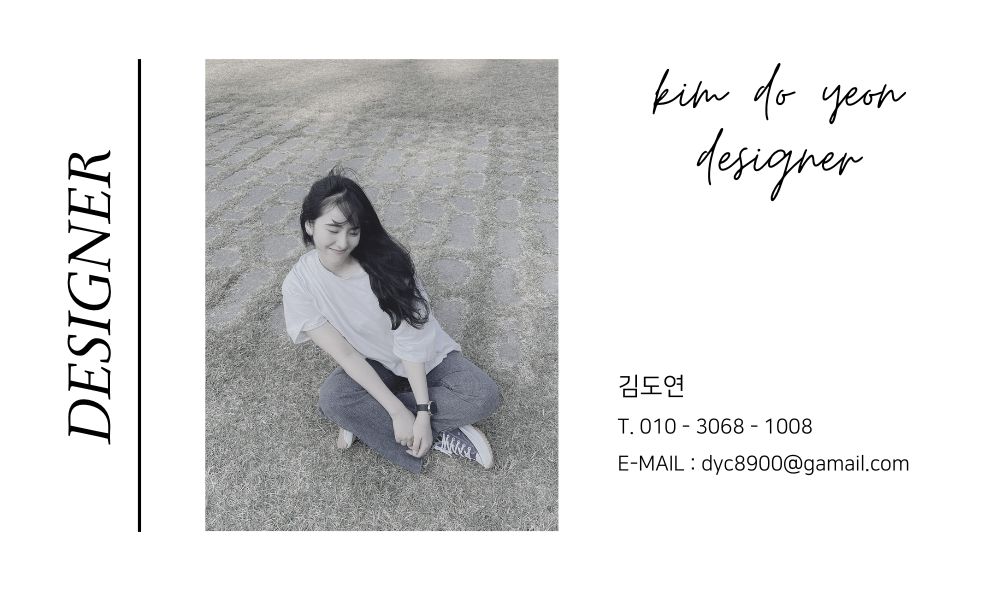 DESIGNER
kim do yeon
designer
김도연
T. 010 - 3068 - 1008
E-MAIL : dyc8900@gamail.com